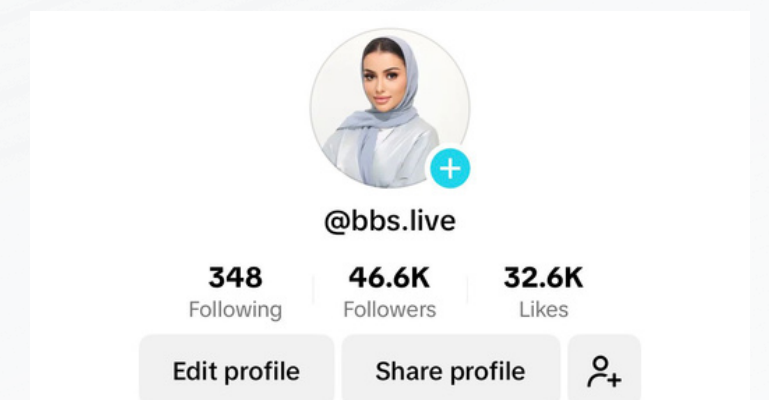 @bbs.live
348 46.6K 32.6K
Following Followers Likes
Edit profile Share profile